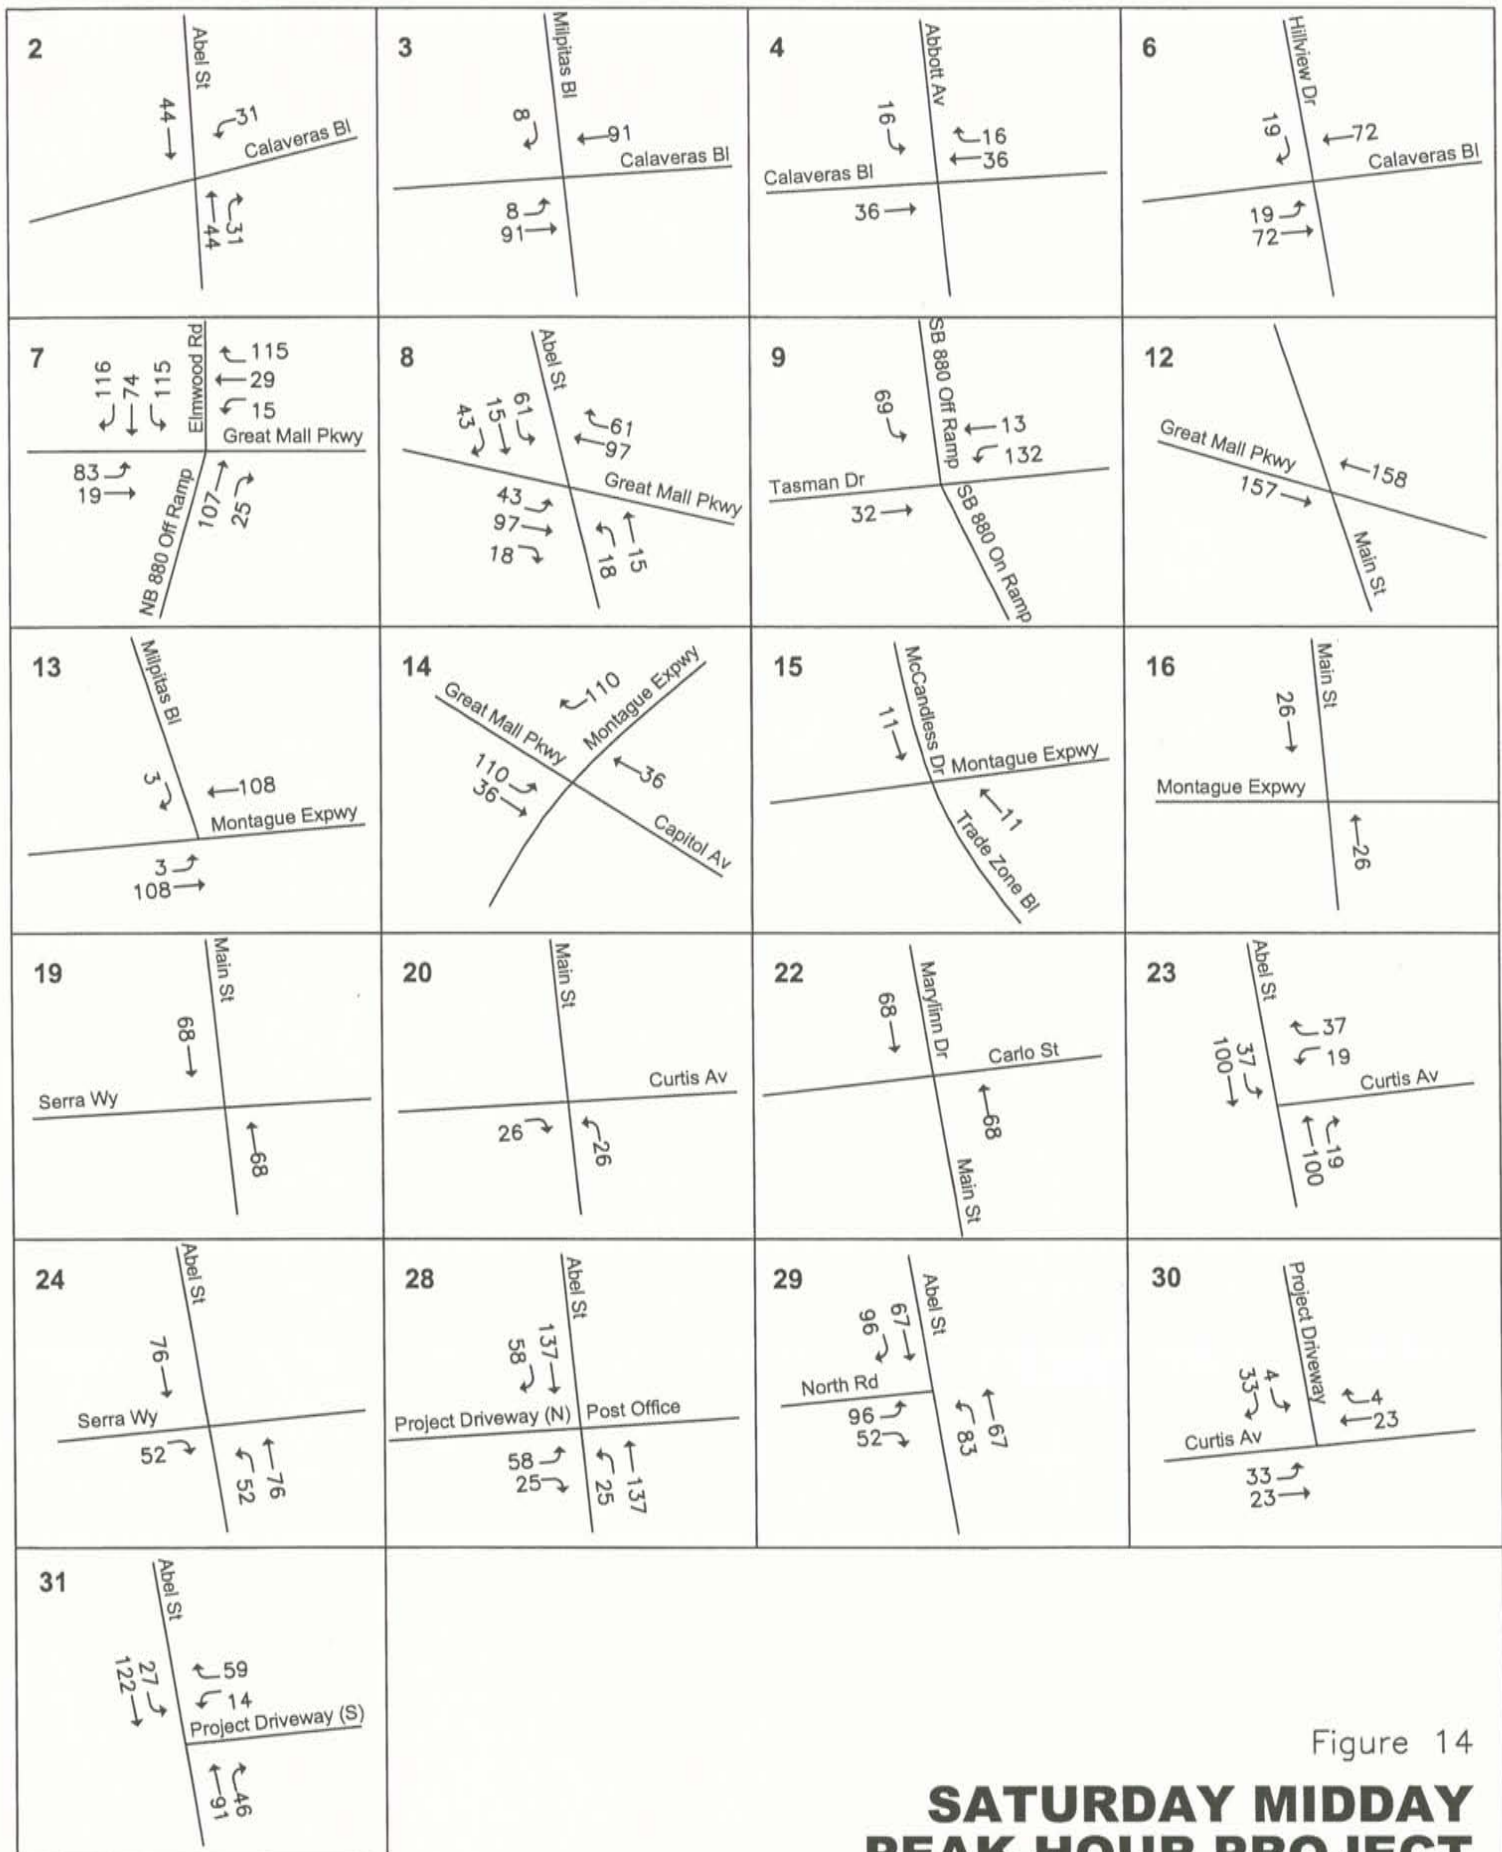 2
Abel St
44
31
Calaveras Bl
44
31
3
Milpitas Bl
8
91
Calaveras Bl
8
91
4
Abbott Av
16
16
36
Calaveras Bl
36
6
Hillview Dr
19
72
Calaveras Bl
19
72
7
Elmwood Rd
116
74
115
115
29
15
Great Mall Pkwy
83
19
NB 880 Off Ramp
107
25
8
Abel St
43
15
61
61
97
Great Mall Pkwy
43
97
18
18
15
9
SB 880 Off Ramp
69
13
132
Tasman Dr
32
SB 880 On Ramp
12
Great Mall Pkwy
158
157
Main St
13
Milpitas Bl
3
108
Montague Expwy
3
108
14
Great Mall Pkwy
110
Montague Expwy
110
36
36
Capitol Av
15
McCandless Dr
11
Montague Expwy
11
Trade Zone Bl
16
Main St
26
Montague Expwy
26
19
Main St
68
Serra Wy
68
20
Main St
Curtis Av
26
26
22
Marylinn Dr
68
Carlo St
68
Main St
23
Abel St
100
37
37
19
Curtis Av
100
19
24
Abel St
76
Serra Wy
52
52
76
28
Abel St
58
137
Project Driveway (N)
Post Office
58
25
25
137
29
Abel St
96
67
North Rd
96
52
83
67
30
Project Driveway
33
4
4
23
Curtis Av
33
23
31
Abel St
122
27
59
14
Project Driveway (S)
91
46
Figure 14
SATURDAY MIDDAY
PEAK HOUR PROJECT